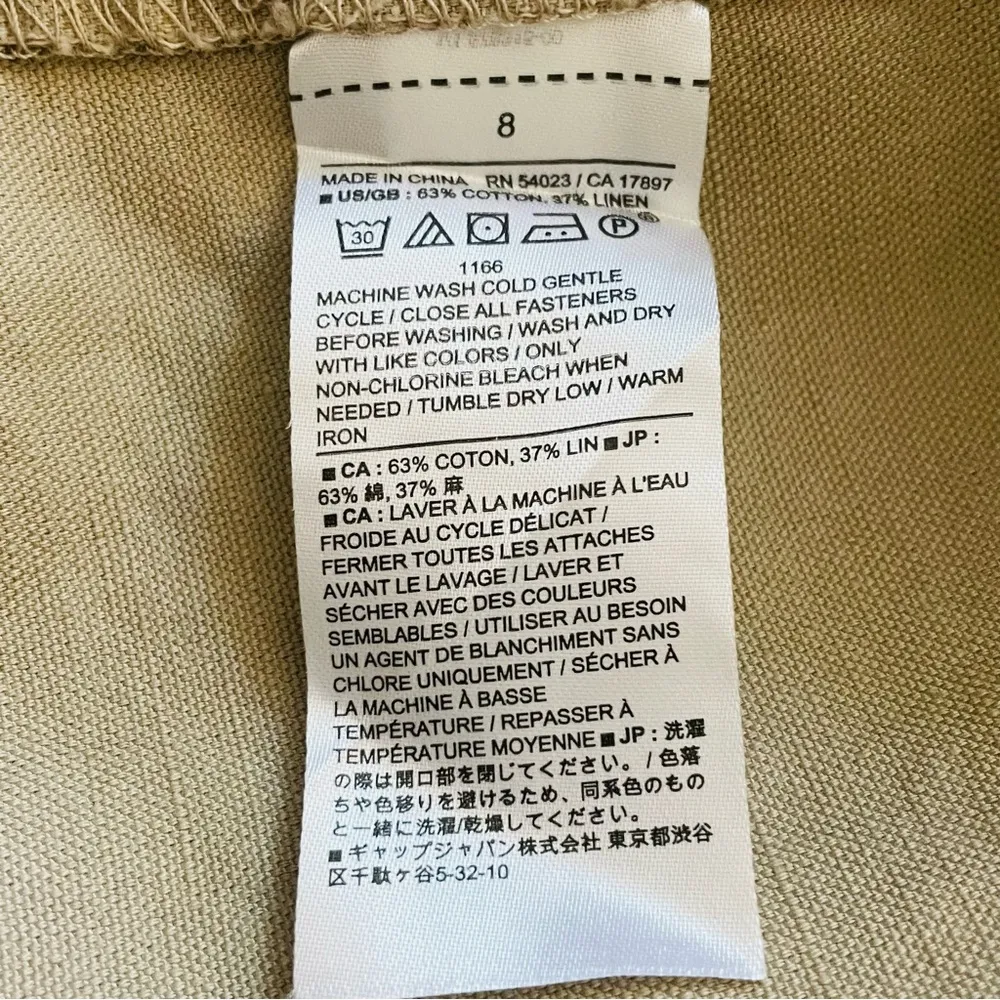 8
MADE IN CHINA RN 54023 / CA 17897
■ US/GB : 63% COTTON, 37% LINEN
30 P
1166
MACHINE WASH COLD GENTLE
CYCLE / CLOSE ALL FASTENERS
BEFORE WASHING / WASH AND DRY
WITH LIKE COLORS / ONLY
NON-CHLORINE BLEACH WHEN
NEEDED / TUMBLE DRY LOW / WARM
IRON
■ CA : 63% COTON, 37% LIN ■ JP :
63% 綿, 37% 麻
■ CA : LAVER À LA MACHINE À L'EAU
FROIDE AU CYCLE DÉLICAT /
FERMER TOUTES LES ATTACHES
AVANT LE LAVAGE / LAVER ET
SÉCHER AVEC DES COULEURS
SEMBLABLES / UTILISER AU BESOIN
UN AGENT DE BLANCHIMENT SANS
CHLORE UNIQUEMENT / SÉCHER À
LA MACHINE À BASSE
TEMPÉRATURE / REPASSER À
TEMPÉRATURE MOYENNE ■ JP : 洗濯
の際は開口部を閉じてください。 / 色落
ちや色移りを避けるため、同系色のもの
と一緒に洗濯/乾燥してください。
■ ギャップジャパン株式会社 東京都渋谷
区千駄ケ谷5-32-10